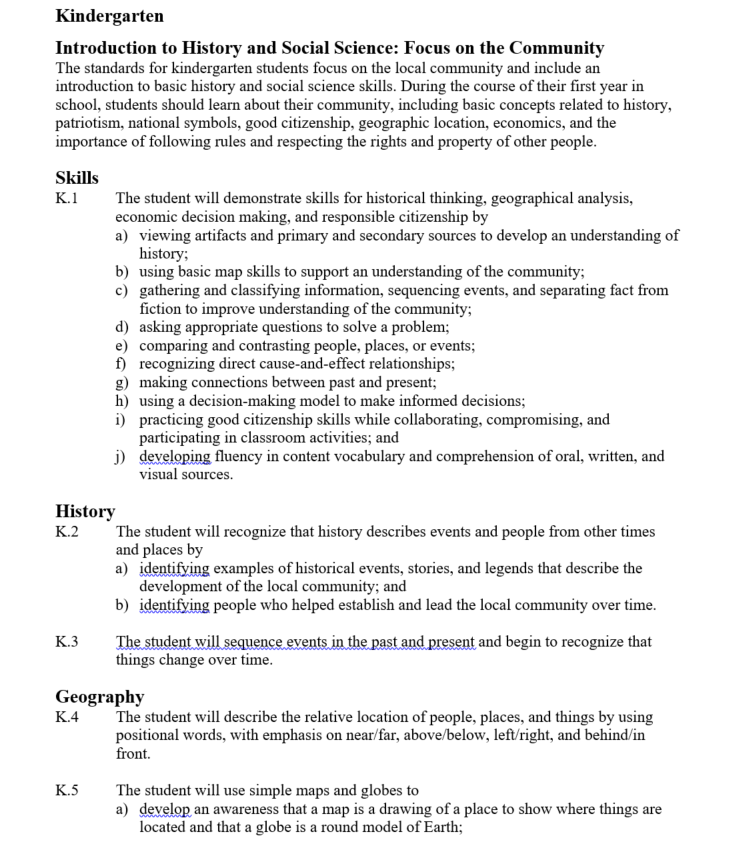 Kindergarten
Introduction to History and Social Science: Focus on the Community
The standards for kindergarten students focus on the local community and include an
introduction to basic history and social science skills. During the course of their first year in
school, students should learn about their community, including basic concepts related to history,
patriotism, national symbols, good citizenship, geographic location, economics, and the
importance of following rules and respecting the rights and property of other people.
Skills
K.1 The student will demonstrate skills for historical thinking, geographical analysis,
economic decision making, and responsible citizenship by
a) viewing artifacts and primary and secondary sources to develop an understanding of
history;
b) using basic map skills to support an understanding of the community;
c) gathering and classifying information, sequencing events, and separating fact from
fiction to improve understanding of the community;
d) asking appropriate questions to solve a problem;
e) comparing and contrasting people, places, or events;
f) recognizing direct cause-and-effect relationships;
g) making connections between past and present;
h) using a decision-making model to make informed decisions;
i) practicing good citizenship skills while collaborating, compromising, and
participating in classroom activities; and
j) developing fluency in content vocabulary and comprehension of oral, written, and
visual sources.
History
K.2 The student will recognize that history describes events and people from other times
and places by
a) identifying examples of historical events, stories, and legends that describe the
development of the local community; and
b) identifying people who helped establish and lead the local community over time.
K.3 The student will sequence events in the past and present and begin to recognize that
things change over time.
Geography
K.4 The student will describe the relative location of people, places, and things by using
positional words, with emphasis on near/far, above/below, left/right, and behind/in
front.
K.5 The student will use simple maps and globes to
a) develop an awareness that a map is a drawing of a place to show where things are
located and that a globe is a round model of Earth;